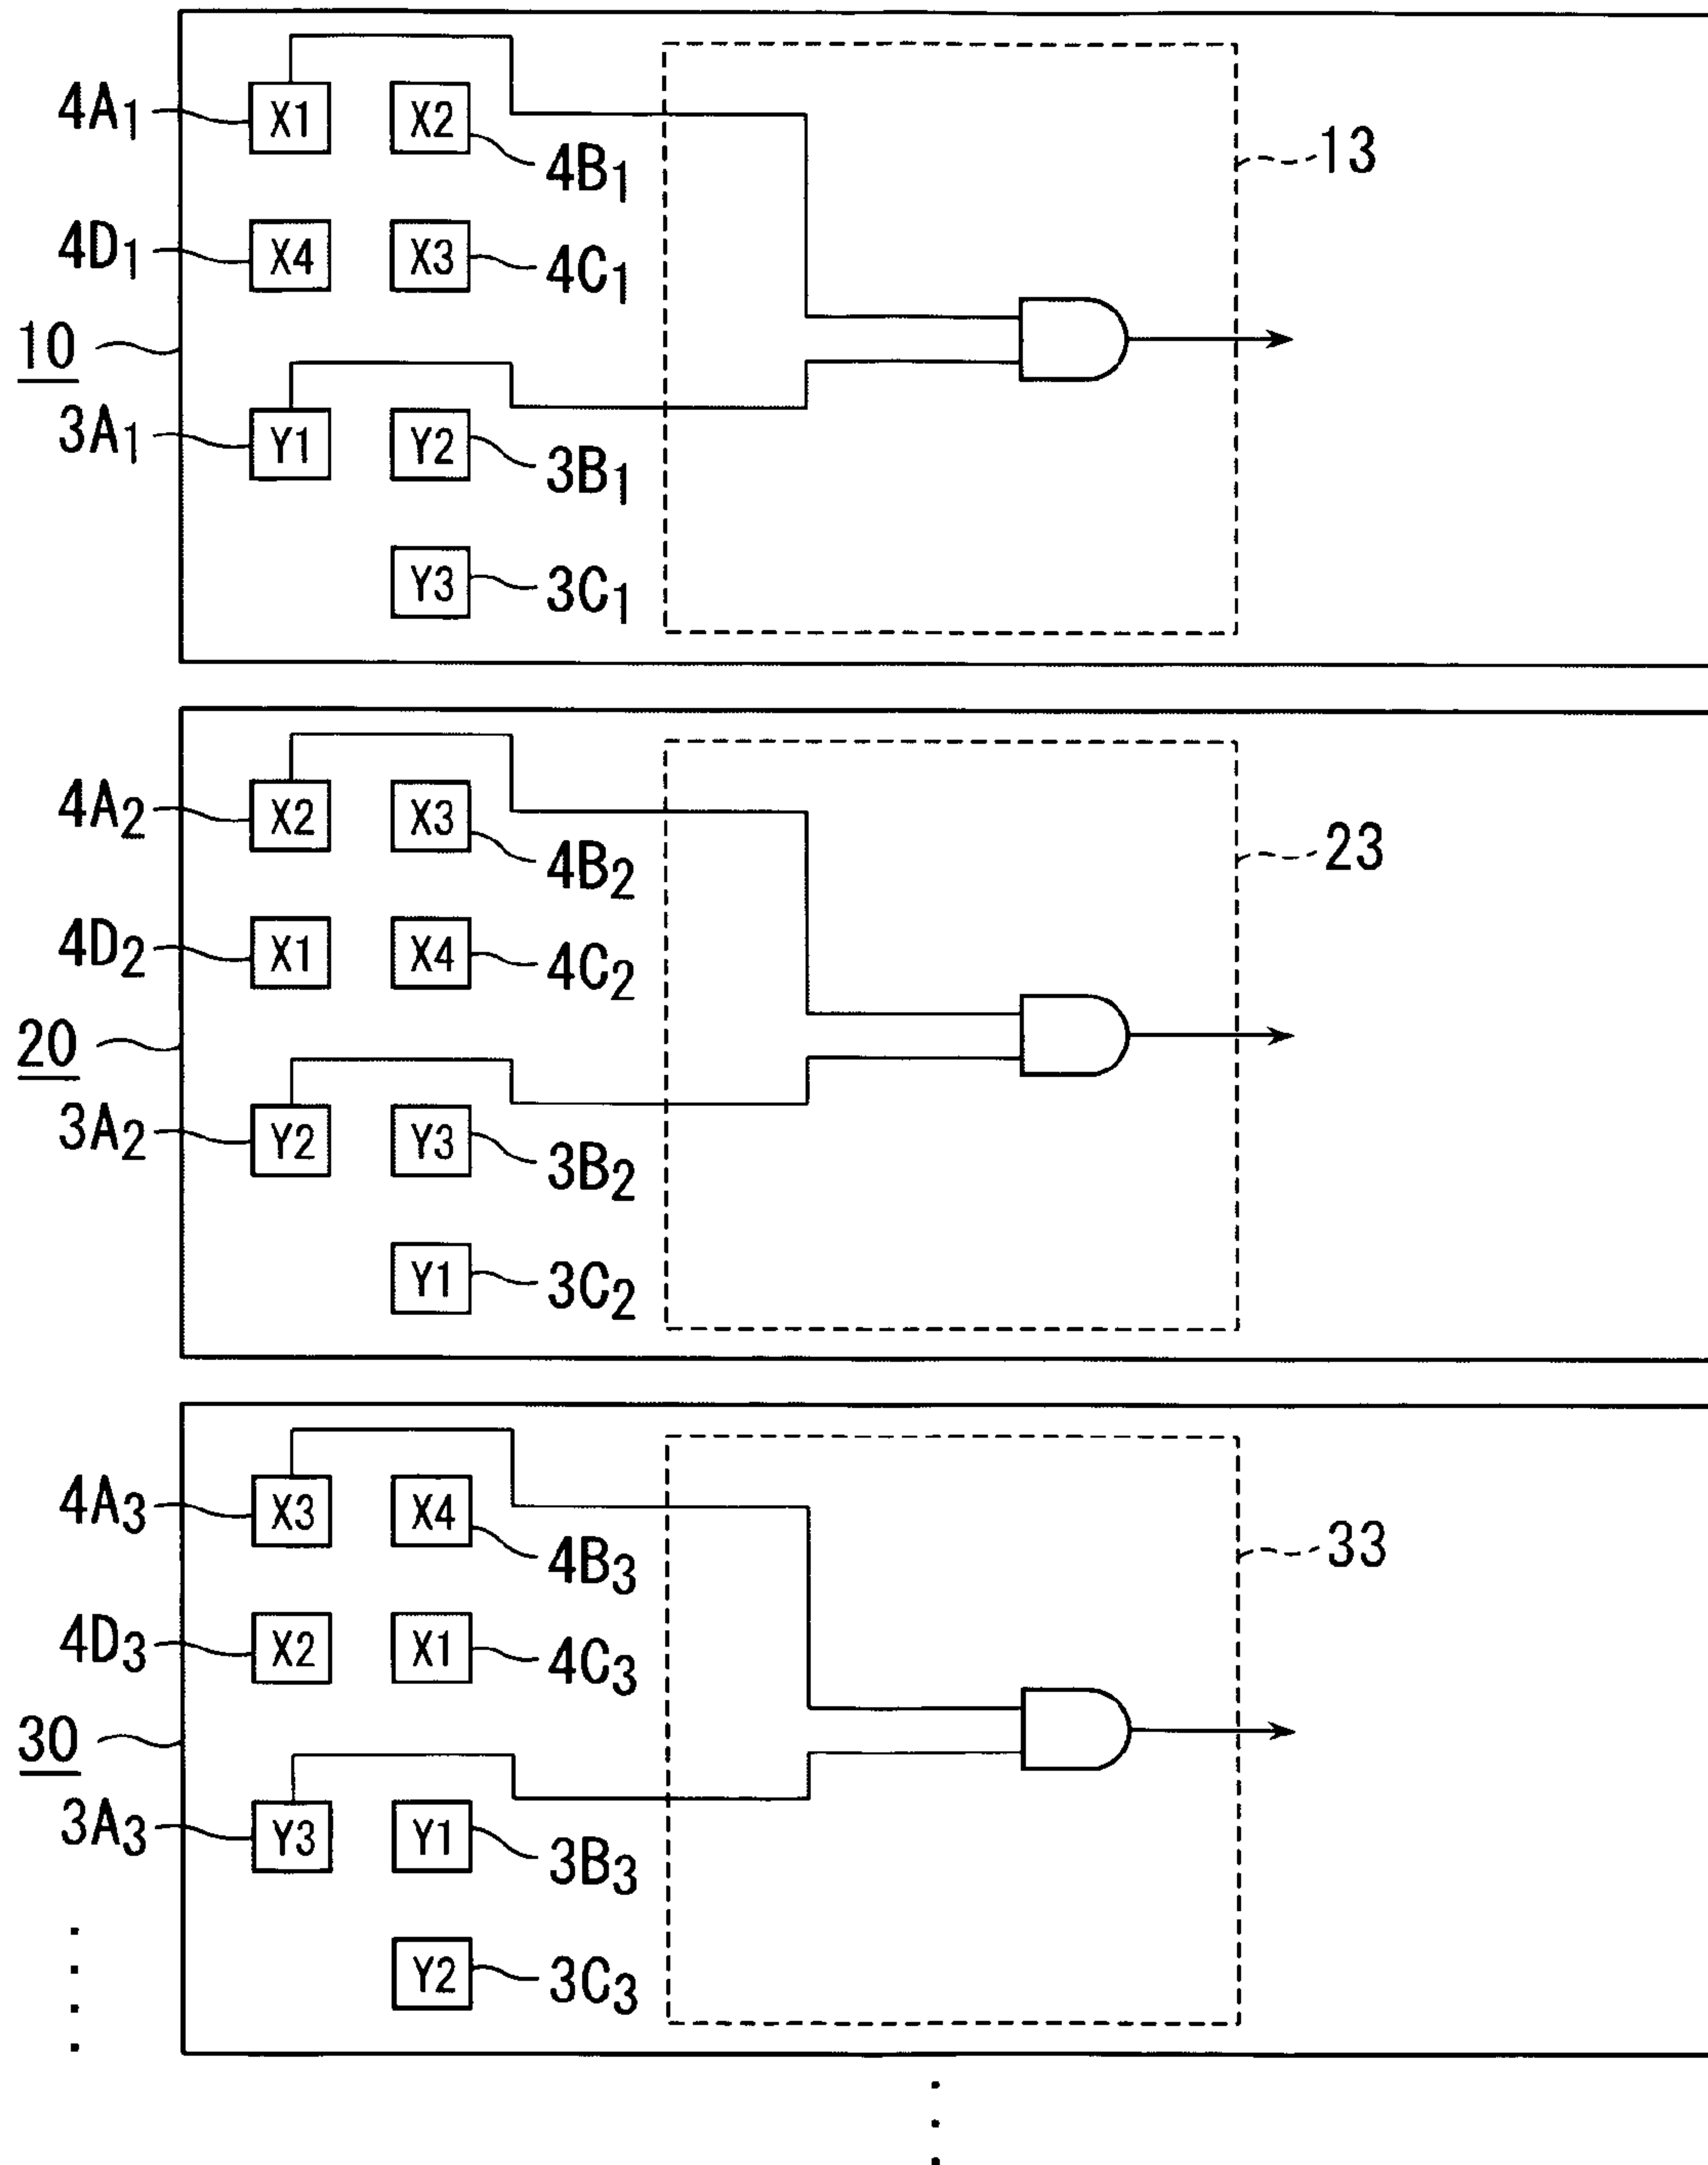 4A1 X1 X2 13
4B1
4D1 X4 X3 4C1
10
3A1 Y1 Y2 3B1
Y3 3C1
4A2 X2 X3 23
4B2
4D2 X1 X4 4C2
20
3A2 Y2 Y3 3B2
Y1 3C2
4A3 X3 X4 33
4B3
4D3 X2 X1 4C3
30
3A3 Y3 Y1 3B3
Y2 3C3